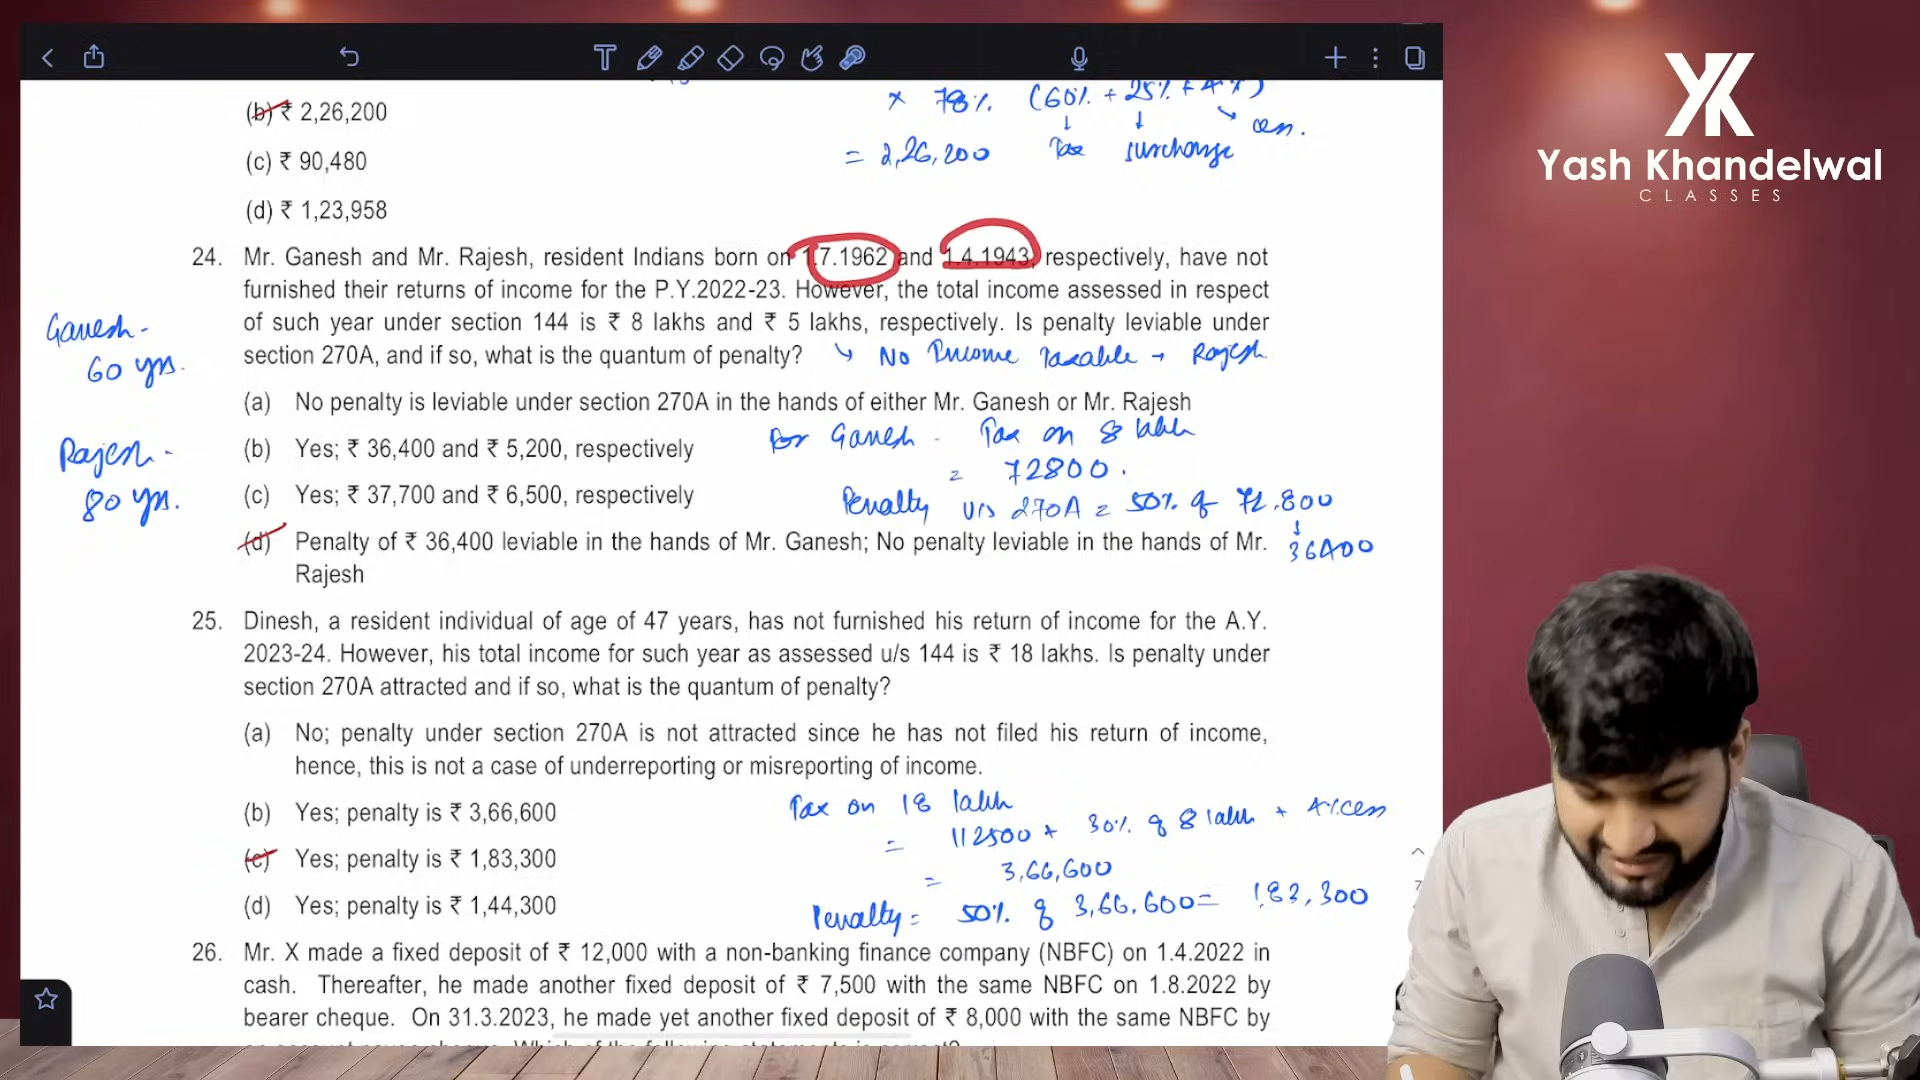 (b) ₹ 2,26,200
× 78% (60% + 25% + 4%)
↓ Tax ↓ surcharge ↘ cess.
= 2,26,200
(c) ₹ 90,480
(d) ₹ 1,23,958
24. Mr. Ganesh and Mr. Rajesh, resident Indians born on 1.7.1962 and 1.4.1943, respectively, have not
furnished their returns of income for the P.Y.2022-23. However, the total income assessed in respect
of such year under section 144 is ₹ 8 lakhs and ₹ 5 lakhs, respectively. Is penalty leviable under
section 270A, and if so, what is the quantum of penalty? ↘ No Income Taxable → Rajesh
Ganesh -
60 yrs.
(a) No penalty is leviable under section 270A in the hands of either Mr. Ganesh or Mr. Rajesh
(b) Yes; ₹ 36,400 and ₹ 5,200, respectively
For Ganesh - Tax on 8 lakh
= 72800.
Rajesh -
80 yrs.
(c) Yes; ₹ 37,700 and ₹ 6,500, respectively
Penalty u/s 270A = 50% of 72,800
↓
36400
(d) Penalty of ₹ 36,400 leviable in the hands of Mr. Ganesh; No penalty leviable in the hands of Mr.
Rajesh
25. Dinesh, a resident individual of age of 47 years, has not furnished his return of income for the A.Y.
2023-24. However, his total income for such year as assessed u/s 144 is ₹ 18 lakhs. Is penalty under
section 270A attracted and if so, what is the quantum of penalty?
(a) No; penalty under section 270A is not attracted since he has not filed his return of income,
hence, this is not a case of underreporting or misreporting of income.
(b) Yes; penalty is ₹ 3,66,600
Tax on 18 lakh
= 112500 + 30% of 8 lakh + 4% cess
= 3,66,600
(c) Yes; penalty is ₹ 1,83,300
(d) Yes; penalty is ₹ 1,44,300
Penalty = 50% of 3,66,600 = 1,83,300
26. Mr. X made a fixed deposit of ₹ 12,000 with a non-banking finance company (NBFC) on 1.4.2022 in
cash. Thereafter, he made another fixed deposit of ₹ 7,500 with the same NBFC on 1.8.2022 by
bearer cheque. On 31.3.2023, he made yet another fixed deposit of ₹ 8,000 with the same NBFC by
YK
Yash Khandelwal
CLASSES